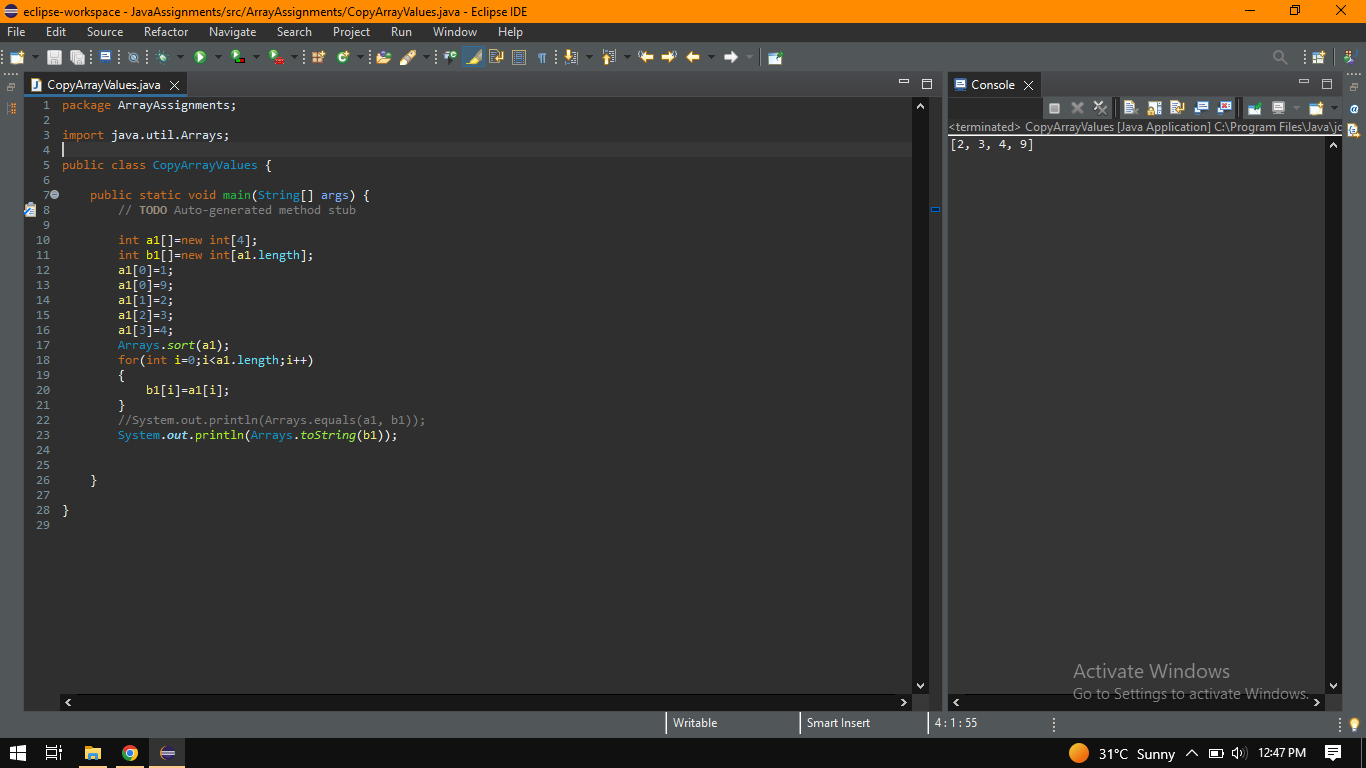 eclipse-workspace - JavaAssignments/src/ArrayAssignments/CopyArrayValues.java - Eclipse IDE
File Edit Source Refactor Navigate Search Project Run Window Help
CopyArrayValues.java
1 package ArrayAssignments;
2
3 import java.util.Arrays;
4
5 public class CopyArrayValues {
6
7 public static void main(String[] args) {
8 // TODO Auto-generated method stub
9
10 int a1[]=new int[4];
11 int b1[]=new int[a1.length];
12 a1[0]=1;
13 a1[0]=9;
14 a1[1]=2;
15 a1[2]=3;
16 a1[3]=4;
17 Arrays.sort(a1);
18 for(int i=0;i<a1.length;i++)
19 {
20 b1[i]=a1[i];
21 }
22 //System.out.println(Arrays.equals(a1, b1));
23 System.out.println(Arrays.toString(b1));
24
25
26 }
27
28 }
29
Console
<terminated> CopyArrayValues [Java Application] C:\Program Files\Java\
[2, 3, 4, 9]
Activate Windows
Go to Settings to activate Windows.
Writable Smart Insert 4 : 1 : 55
31°C Sunny 12:47 PM